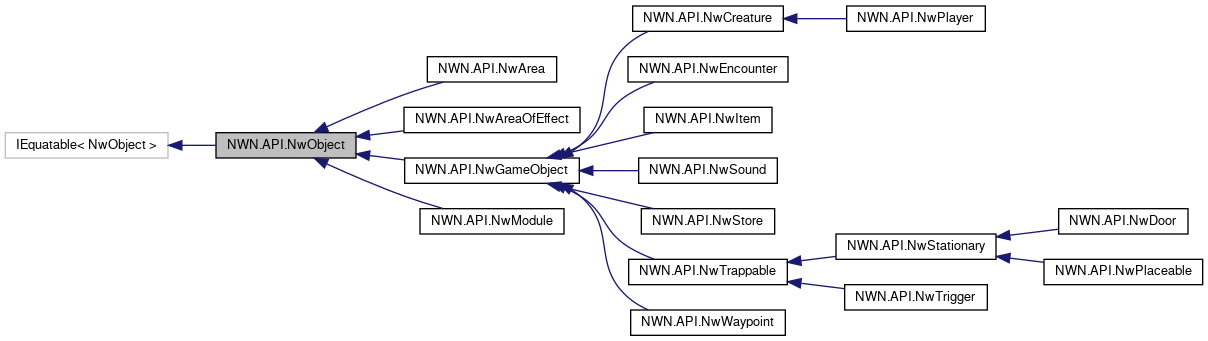 NWN.API.NwCreature
NWN.API.NwPlayer
NWN.API.NwArea
NWN.API.NwEncounter
NWN.API.NwAreaOfEffect
NWN.API.NwItem
IEquatable< NwObject >
NWN.API.NwObject
NWN.API.NwGameObject
NWN.API.NwSound
NWN.API.NwModule
NWN.API.NwStore
NWN.API.NwDoor
NWN.API.NwStationary
NWN.API.NwTrappable
NWN.API.NwPlaceable
NWN.API.NwTrigger
NWN.API.NwWaypoint